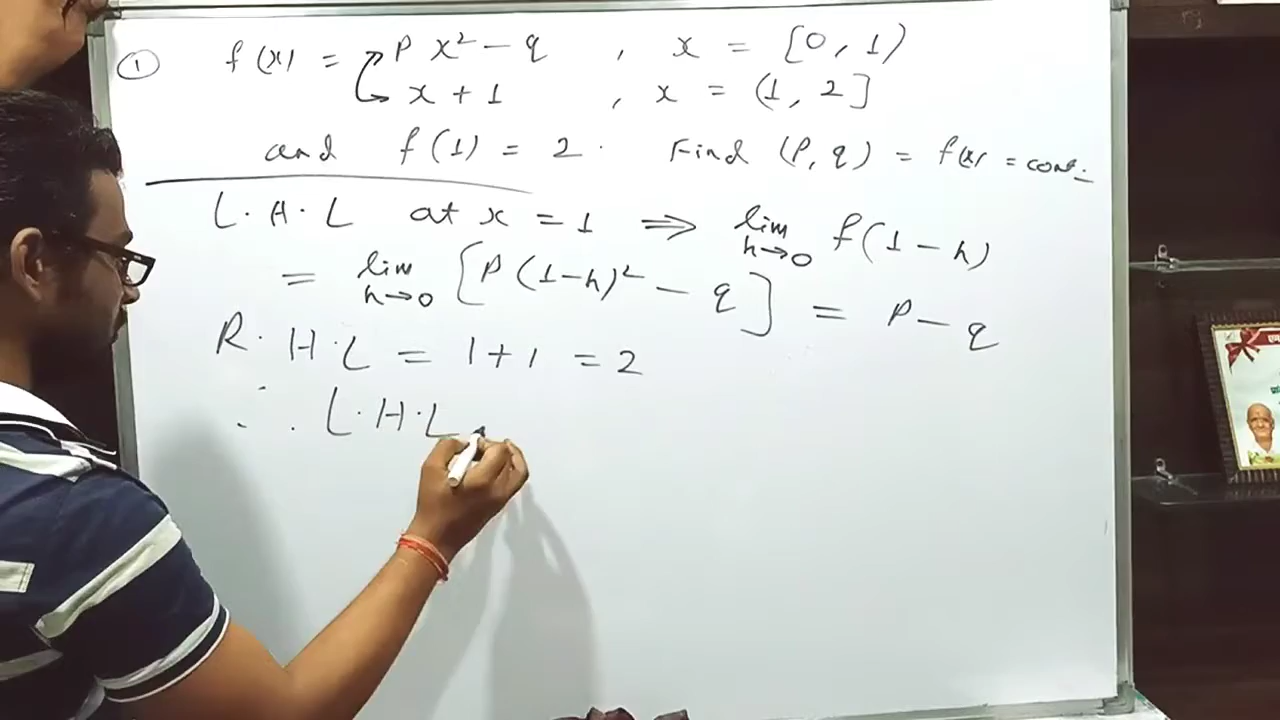 ① f(x) = p x² - q , x = [0, 1)
x + 1 , x = (1, 2]
and f(1) = 2. Find (P, q) = f(x) = cont.
L.H.L at x = 1 ⇒ lim h→0 f(1-h)
= lim h→0 [P(1-h)² - q] = P - q
R.H.L = 1+1 = 2
∴ L.H.L